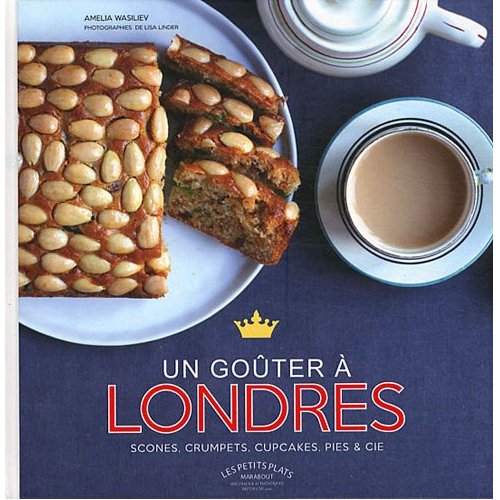 AMELIA WASILIEV
PHOTOGRAPHIES DE LISA LINDER
UN GOÛTER À
LONDRES
SCONES, CRUMPETS, CUPCAKES, PIES & CIE
LES PETITS PLATS
MARABOUT